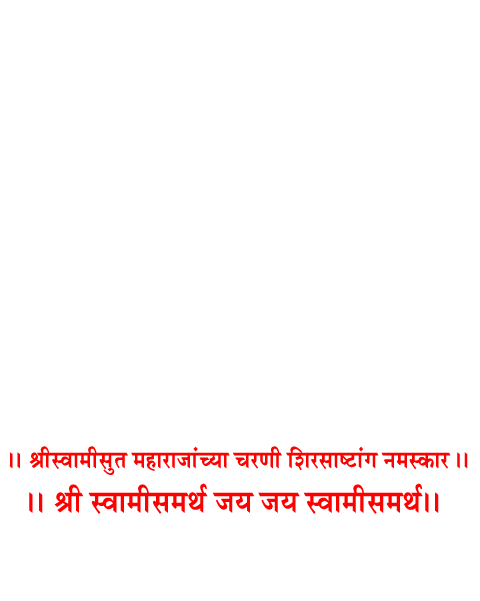 ।। श्रीस्वामीसुत महाराजांच्या चरणी शिरसाष्टांग नमस्कार ।।
।। श्री स्वामीसमर्थ जय जय स्वामीसमर्थ।।